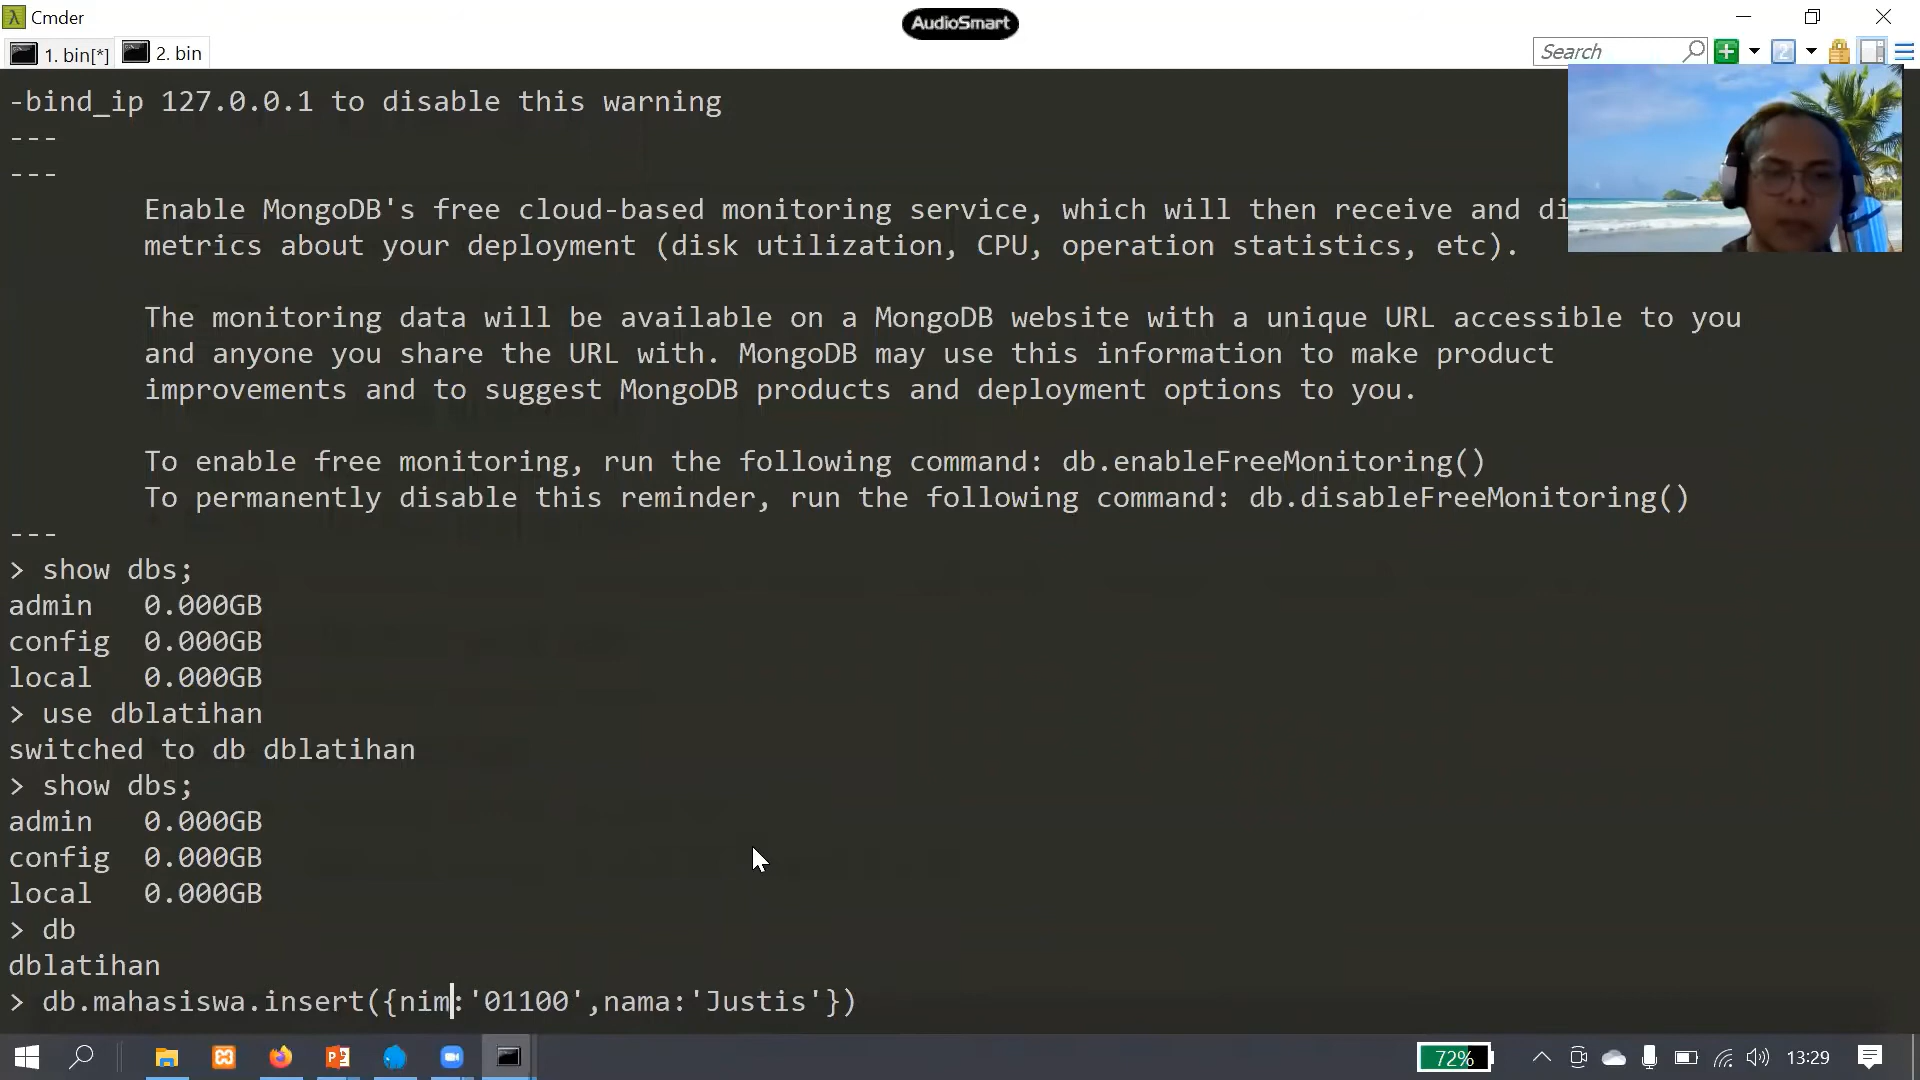 Cmder
AudioSmart
1. bin[*]
2. bin
Search
2
-bind_ip 127.0.0.1 to disable this warning
---
---
Enable MongoDB's free cloud-based monitoring service, which will then receive and di
metrics about your deployment (disk utilization, CPU, operation statistics, etc).
The monitoring data will be available on a MongoDB website with a unique URL accessible to you
and anyone you share the URL with. MongoDB may use this information to make product
improvements and to suggest MongoDB products and deployment options to you.
To enable free monitoring, run the following command: db.enableFreeMonitoring()
To permanently disable this reminder, run the following command: db.disableFreeMonitoring()
---
> show dbs;
admin   0.000GB
config  0.000GB
local   0.000GB
> use dblatihan
switched to db dblatihan
> show dbs;
admin   0.000GB
config  0.000GB
local   0.000GB
> db
dblatihan
> db.mahasiswa.insert({nim:'01100',nama:'Justis'})
72%
13:29